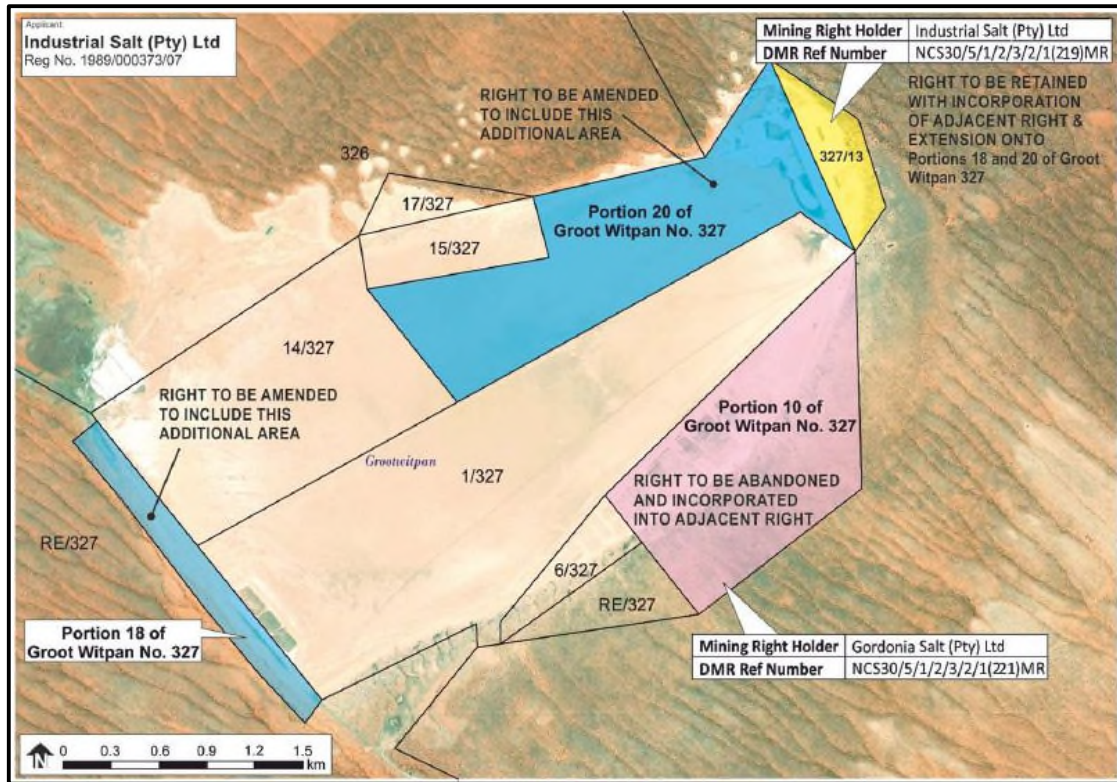 Applicant:
Industrial Salt (Pty) Ltd
Reg No. 1989/000373/07
Mining Right Holder Industrial Salt (Pty) Ltd
DMR Ref Number NCS30/5/1/2/3/2/1(219)MR
RIGHT TO BE RETAINED
WITH INCORPORATION
OF ADJACENT RIGHT &
EXTENSION ONTO
Portions 18 and 20 of Groot
Witpan 327
RIGHT TO BE AMENDED
TO INCLUDE THIS
ADDITIONAL AREA
326
327/13
17/327
Portion 20 of
Groot Witpan No. 327
15/327
14/327
RIGHT TO BE AMENDED
TO INCLUDE THIS
ADDITIONAL AREA
Portion 10 of
Groot Witpan No. 327
Grootwitpan
1/327
RIGHT TO BE ABANDONED
AND INCORPORATED
INTO ADJACENT RIGHT
RE/327
6/327
RE/327
Portion 18 of
Groot Witpan No. 327
Mining Right Holder Gordonia Salt (Pty) Ltd
DMR Ref Number NCS30/5/1/2/3/2/1(221)MR
N
0 0.3 0.6 0.9 1.2 1.5
km